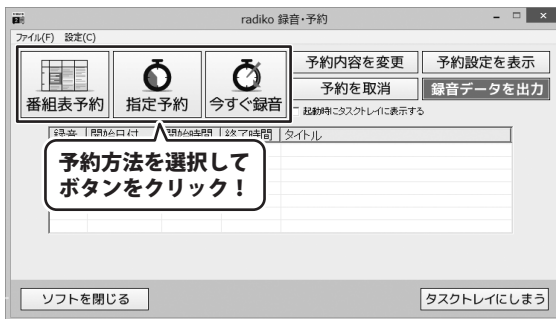 radiko 録音・予約
ファイル(F) 設定(C)
番組表予約 指定予約 今すぐ録音
予約内容を変更 予約設定を表示
予約を取消 録音データを出力
起動時にタスクトレイに表示する
録音 開始日付 開始時間 終了時間 タイトル
予約方法を選択して
ボタンをクリック！
ソフトを閉じる タスクトレイにしまう